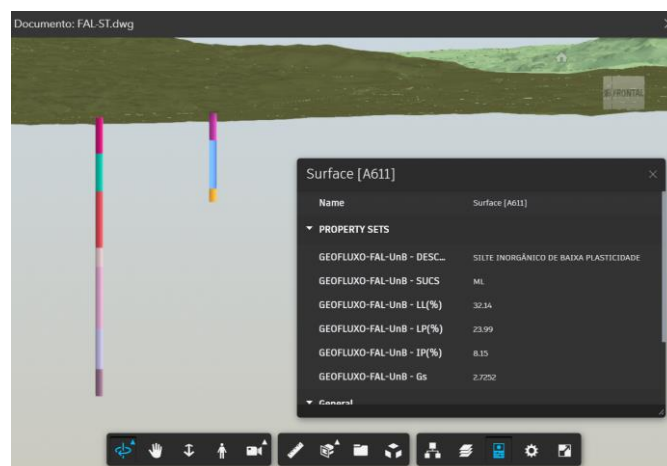 Documento: FAL-ST.dwg
FRONTAL
Surface [A611]
Name Surface [A611]
PROPERTY SETS
GEOFLUXO-FAL-UnB - DESC... SILTE INORGÂNICO DE BAIXA PLASTICIDADE
GEOFLUXO-FAL-UnB - SUCS ML
GEOFLUXO-FAL-UnB - LL(%) 32.14
GEOFLUXO-FAL-UnB - LP(%) 23.99
GEOFLUXO-FAL-UnB - IP(%) 8.15
GEOFLUXO-FAL-UnB - Gs 2.7252
General